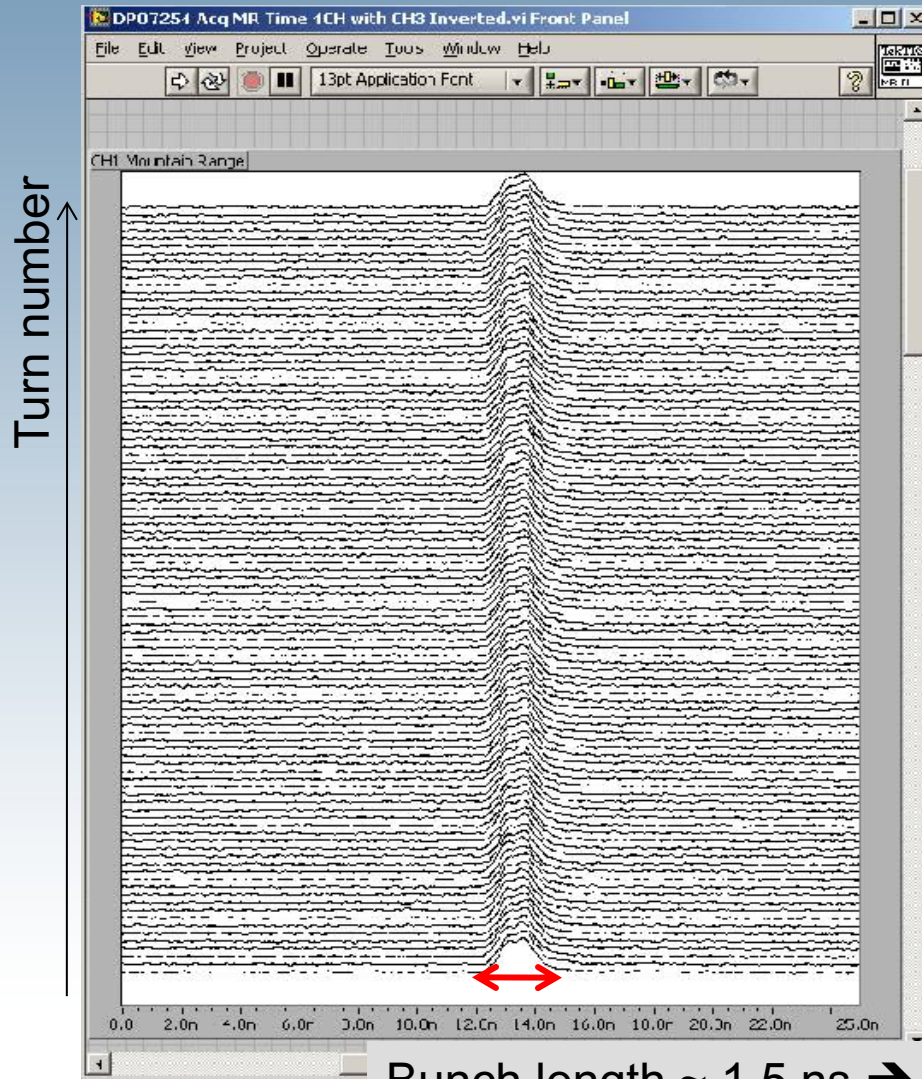 DPO7254 Acq MR Time 4CH with CH3 Inverted.vi Front Panel
File Edit View Project Operate Tools Window Help
13pt Application Font
CH1 Mountain Range
Turn number
0.0 2.0n 4.0n 6.0n 8.0n 10.0n 12.0n 14.0n 16.0n 18.0n 20.0n 22.0n 25.0n
Bunch length ~ 1.5 ns →